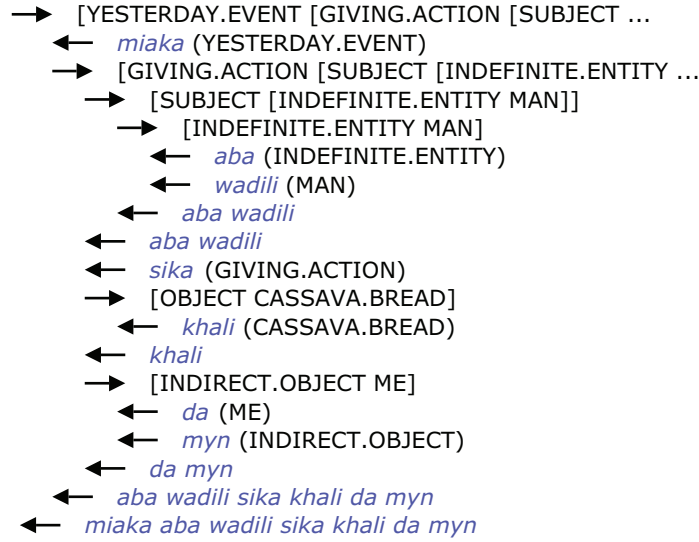 [YESTERDAY.EVENT [GIVING.ACTION [SUBJECT ...
miaka (YESTERDAY.EVENT)
[GIVING.ACTION [SUBJECT [INDEFINITE.ENTITY ...
[SUBJECT [INDEFINITE.ENTITY MAN]]
[INDEFINITE.ENTITY MAN]
aba (INDEFINITE.ENTITY)
wadili (MAN)
aba wadili
aba wadili
sika (GIVING.ACTION)
[OBJECT CASSAVA.BREAD]
khali (CASSAVA.BREAD)
khali
[INDIRECT.OBJECT ME]
da (ME)
myn (INDIRECT.OBJECT)
da myn
aba wadili sika khali da myn
miaka aba wadili sika khali da myn